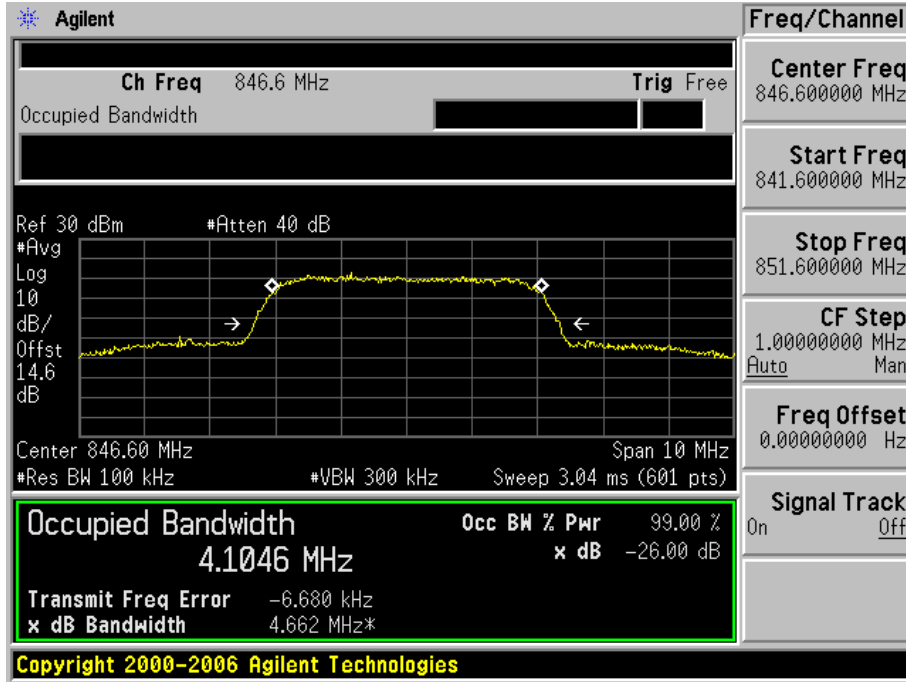 Agilent
Ch Freq 846.6 MHz Trig Free
Occupied Bandwidth
Ref 30 dBm #Atten 40 dB
#Avg
Log
10
dB/
Offst
14.6
dB
Center 846.60 MHz Span 10 MHz
#Res BW 100 kHz #VBW 300 kHz Sweep 3.04 ms (601 pts)
Occupied Bandwidth Occ BW % Pwr 99.00 %
4.1046 MHz x dB -26.00 dB
Transmit Freq Error -6.680 kHz
x dB Bandwidth 4.662 MHz*
Copyright 2000-2006 Agilent Technologies
Freq/Channel
Center Freq
846.600000 MHz
Start Freq
841.600000 MHz
Stop Freq
851.600000 MHz
CF Step
1.00000000 MHz
Auto Man
Freq Offset
0.00000000 Hz
Signal Track
On Off